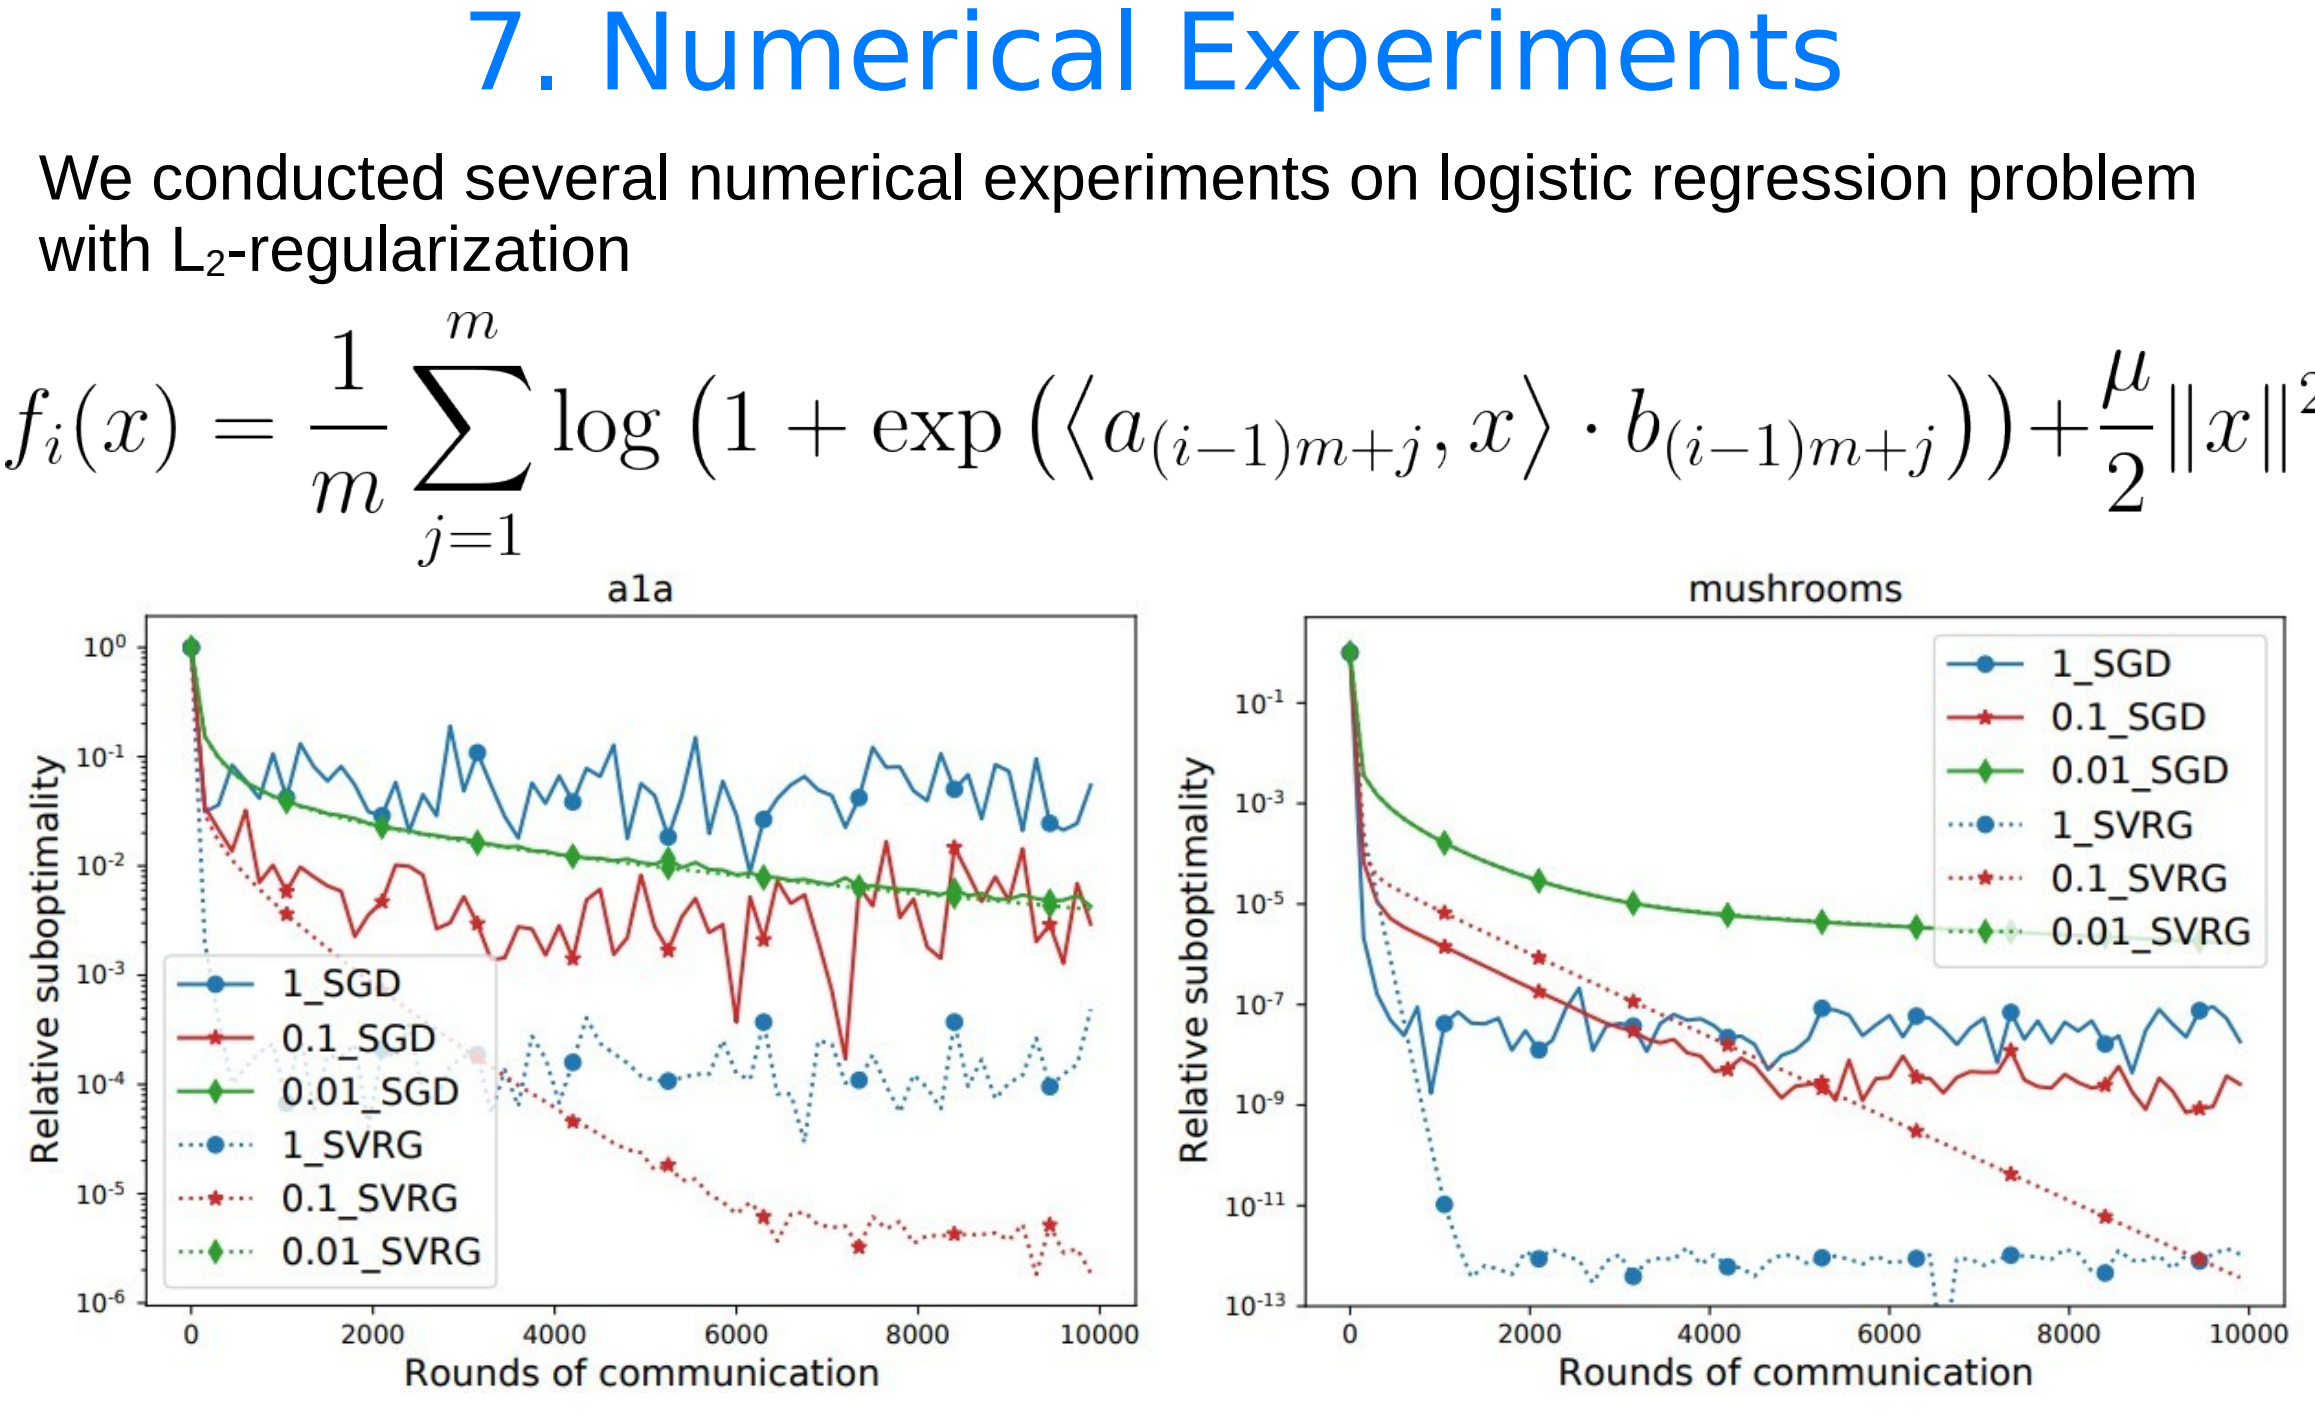 7. Numerical Experiments
We conducted several numerical experiments on logistic regression problem
with L₂-regularization
f_i(x) = \frac{1}{m} \sum_{j=1}^{m} log (1 + exp (⟨a_{(i−1)m+j}, x⟩ · b_{(i−1)m+j})) + \frac{μ}{2} ‖x‖²
a1a
Relative suboptimality
10⁰
10⁻¹
10⁻²
10⁻³
10⁻⁴
10⁻⁵
10⁻⁶
1_SGD
0.1_SGD
0.01_SGD
1_SVRG
0.1_SVRG
0.01_SVRG
0 2000 4000 6000 8000 10000
Rounds of communication
mushrooms
Relative suboptimality
10⁻¹
10⁻³
10⁻⁵
10⁻⁷
10⁻⁹
10⁻¹¹
10⁻¹³
1_SGD
0.1_SGD
0.01_SGD
1_SVRG
0.1_SVRG
0.01_SVRG
0 2000 4000 6000 8000 10000
Rounds of communication